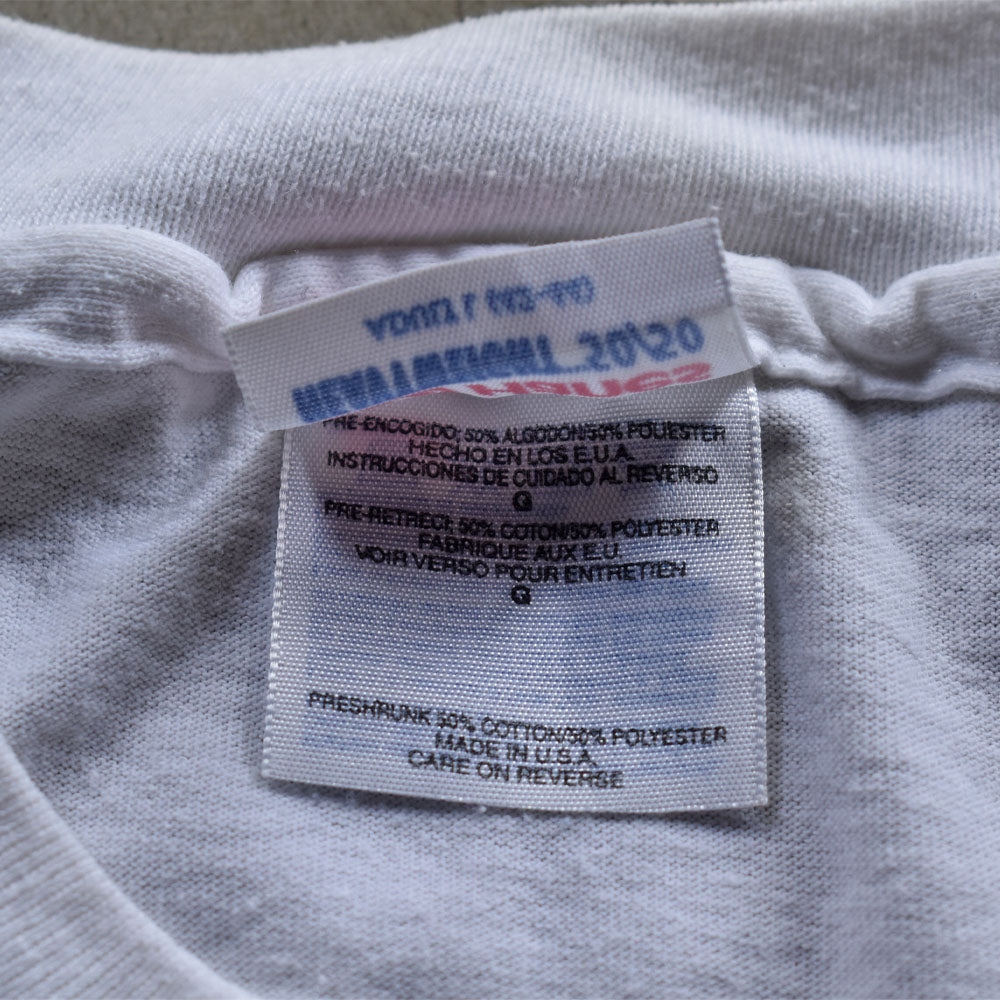 PRE-ENCOGIDO; 50% ALGODON/50% POLIESTER
HECHO EN LOS E.U.A.
INSTRUCCIONES DE CUIDADO AL REVERSO
G
PRE-RETRECI; 50% COTON/50% POLYESTER
FABRIQUE AUX E.U.
VOIR VERSO POUR ENTRETIEN
G
PRESHRUNK 50% COTTON/50% POLYESTER
MADE IN U.S.A.
CARE ON REVERSE